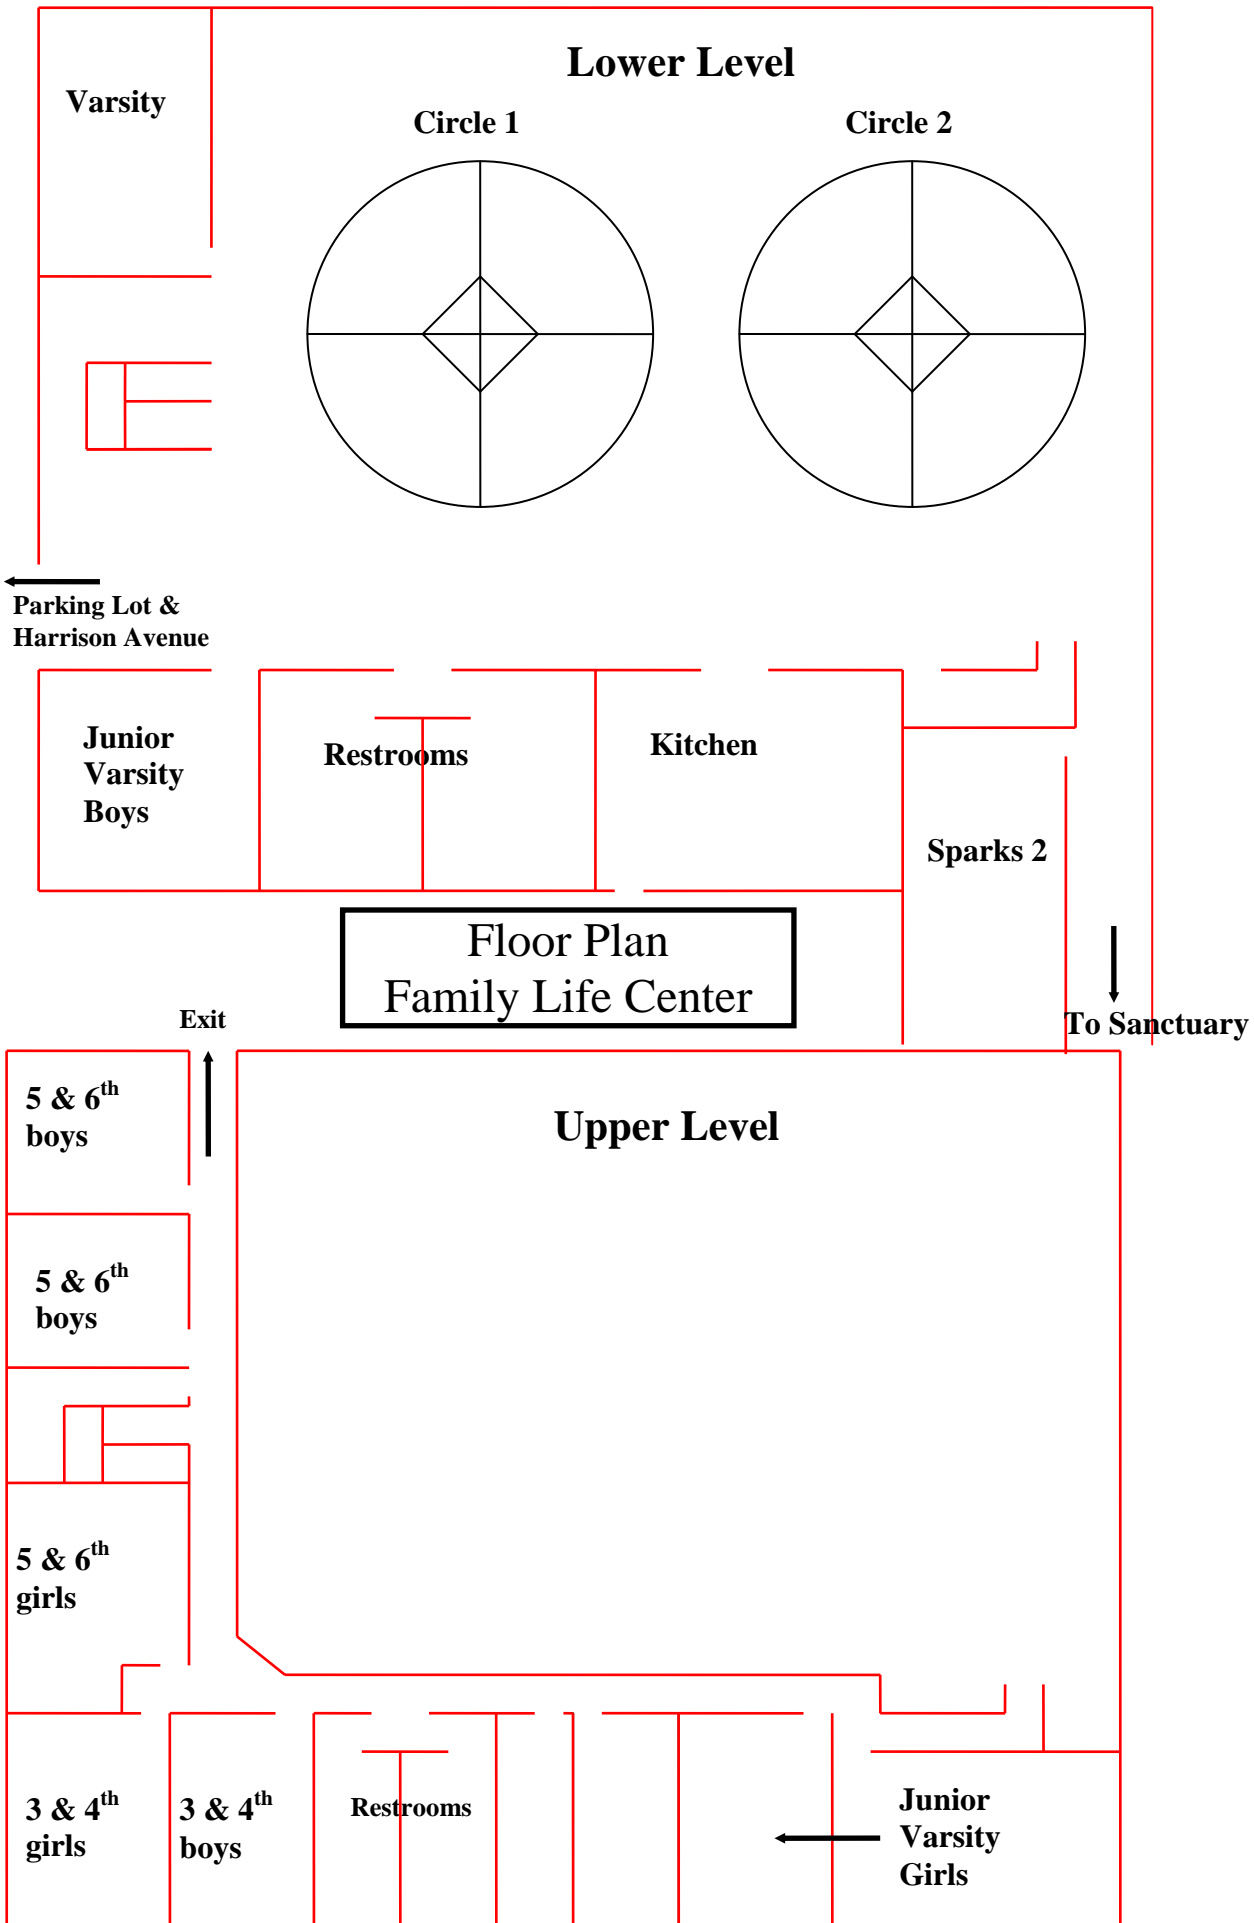 Lower Level
Varsity
Circle 1
Circle 2
Parking Lot &
Harrison Avenue
Junior
Varsity
Boys
Restrooms
Kitchen
Sparks 2
Floor Plan
Family Life Center
Exit
To Sanctuary
5 & 6th
boys
Upper Level
5 & 6th
boys
5 & 6th
girls
3 & 4th
girls
3 & 4th
boys
Restrooms
Junior
Varsity
Girls